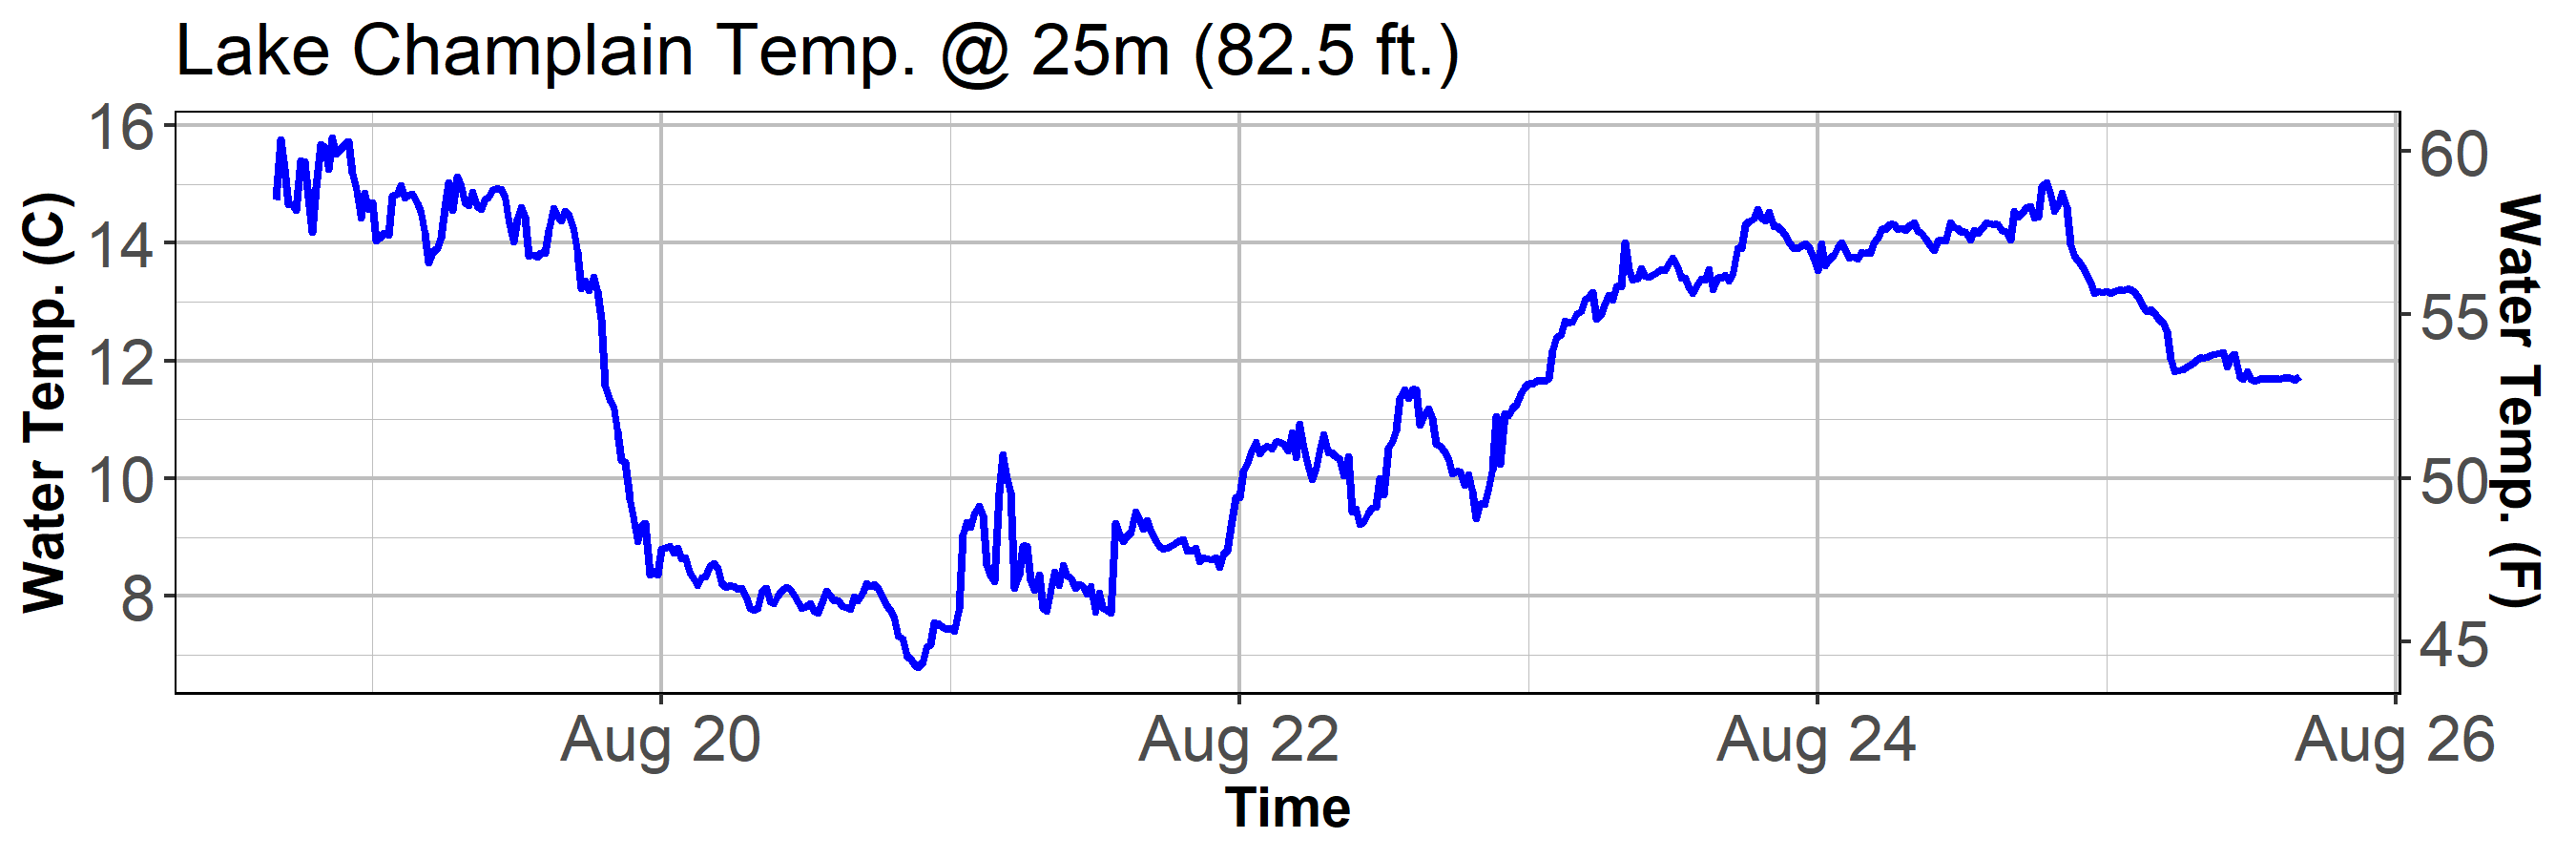 Lake Champlain Temp. @ 25m (82.5 ft.)
Water Temp. (C)
16
14
12
10
8
60
55
50
45
Water Temp. (F)
Aug 20
Aug 22
Aug 24
Aug 26
Time